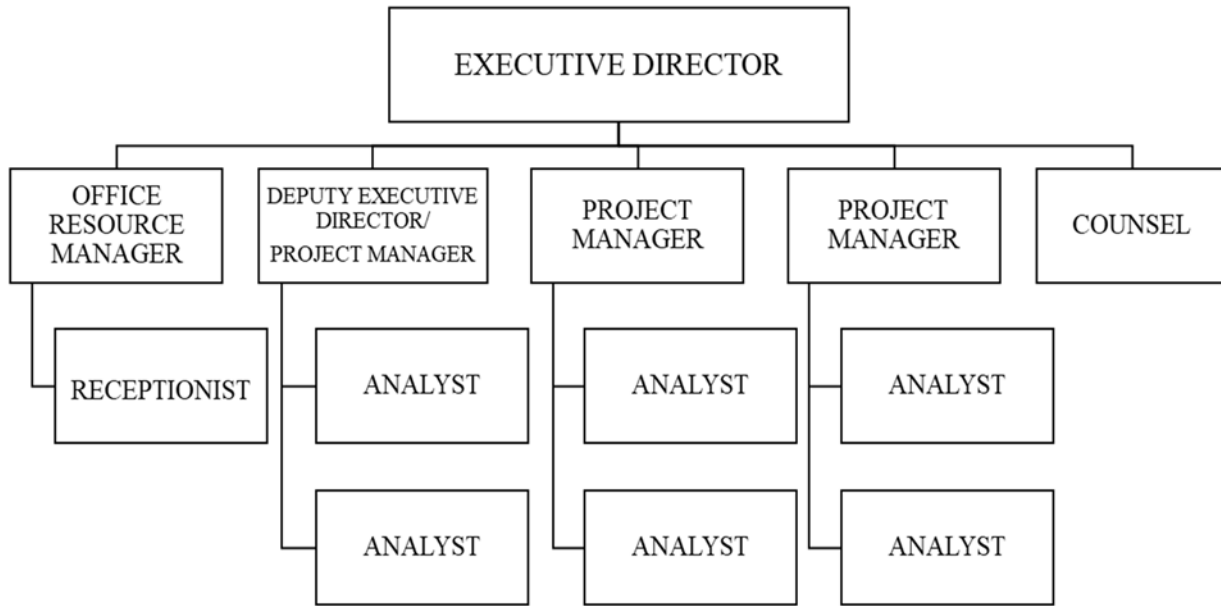 EXECUTIVE DIRECTOR
OFFICE
RESOURCE
MANAGER
DEPUTY EXECUTIVE
DIRECTOR/
PROJECT MANAGER
PROJECT
MANAGER
PROJECT
MANAGER
COUNSEL
RECEPTIONIST
ANALYST
ANALYST
ANALYST
ANALYST
ANALYST
ANALYST